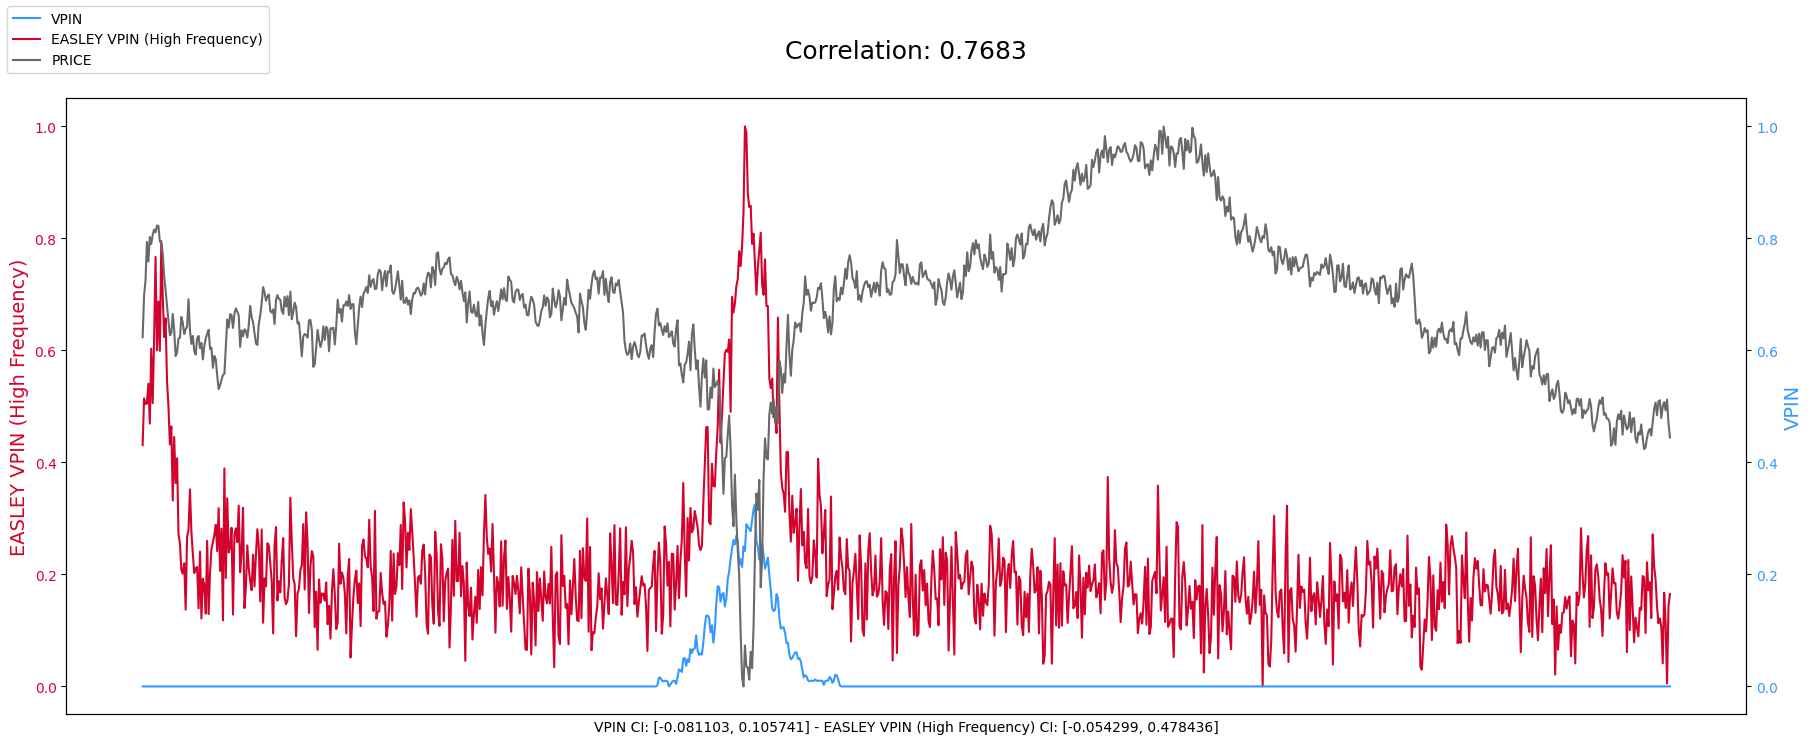 VPIN
EASLEY VPIN (High Frequency)
PRICE
Correlation: 0.7683
EASLEY VPIN (High Frequency)
1.0
0.8
0.6
0.4
0.2
0.0
1.0
0.8
0.6
0.4
0.2
0.0
VPIN
VPIN CI: [-0.081103, 0.105741] - EASLEY VPIN (High Frequency) CI: [-0.054299, 0.478436]